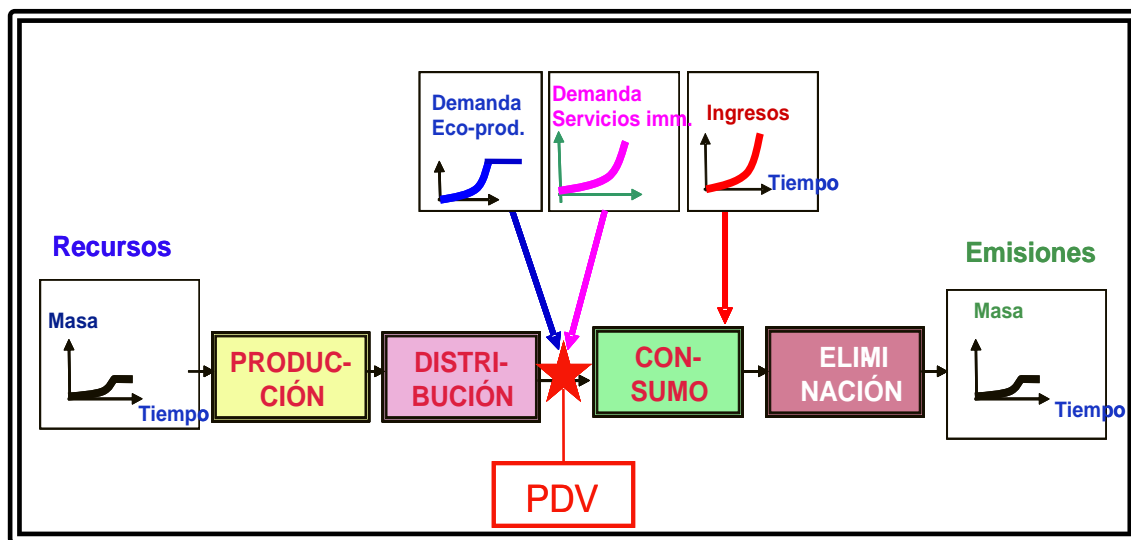 Demanda
Eco-prod.
Demanda
Servicios imm.
Ingresos
Tiempo
Recursos
Masa
Tiempo
PRODUC-
CIÓN
DISTRI-
BUCIÓN
CON-
SUMO
ELIMI
NACIÓN
Emisiones
Masa
Tiempo
PDV